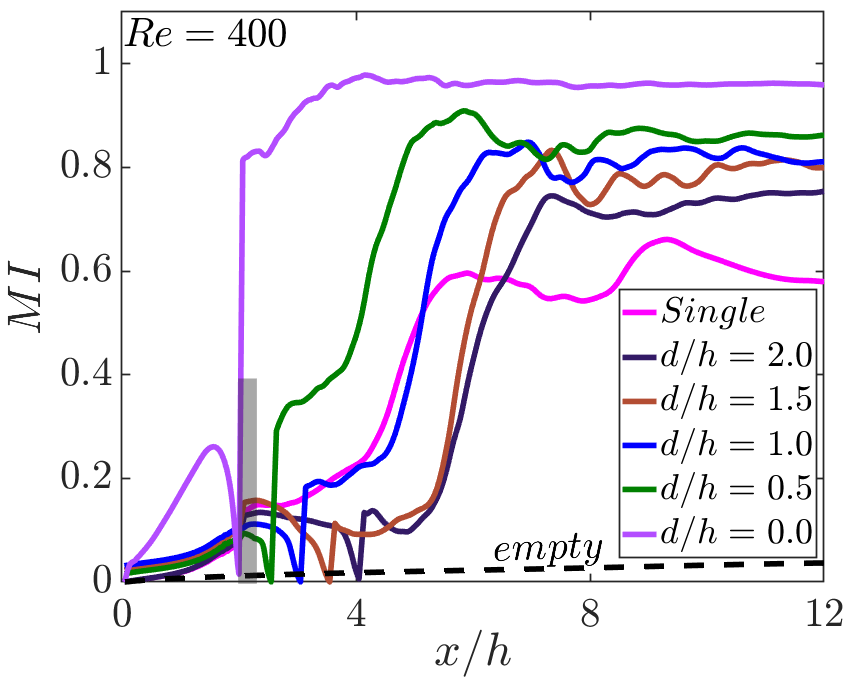 Re = 400
1
0.8
0.6
0.4
0.2
0
MI
Single
d/h = 2.0
d/h = 1.5
d/h = 1.0
d/h = 0.5
d/h = 0.0
empty
0 4 8 12
x/h